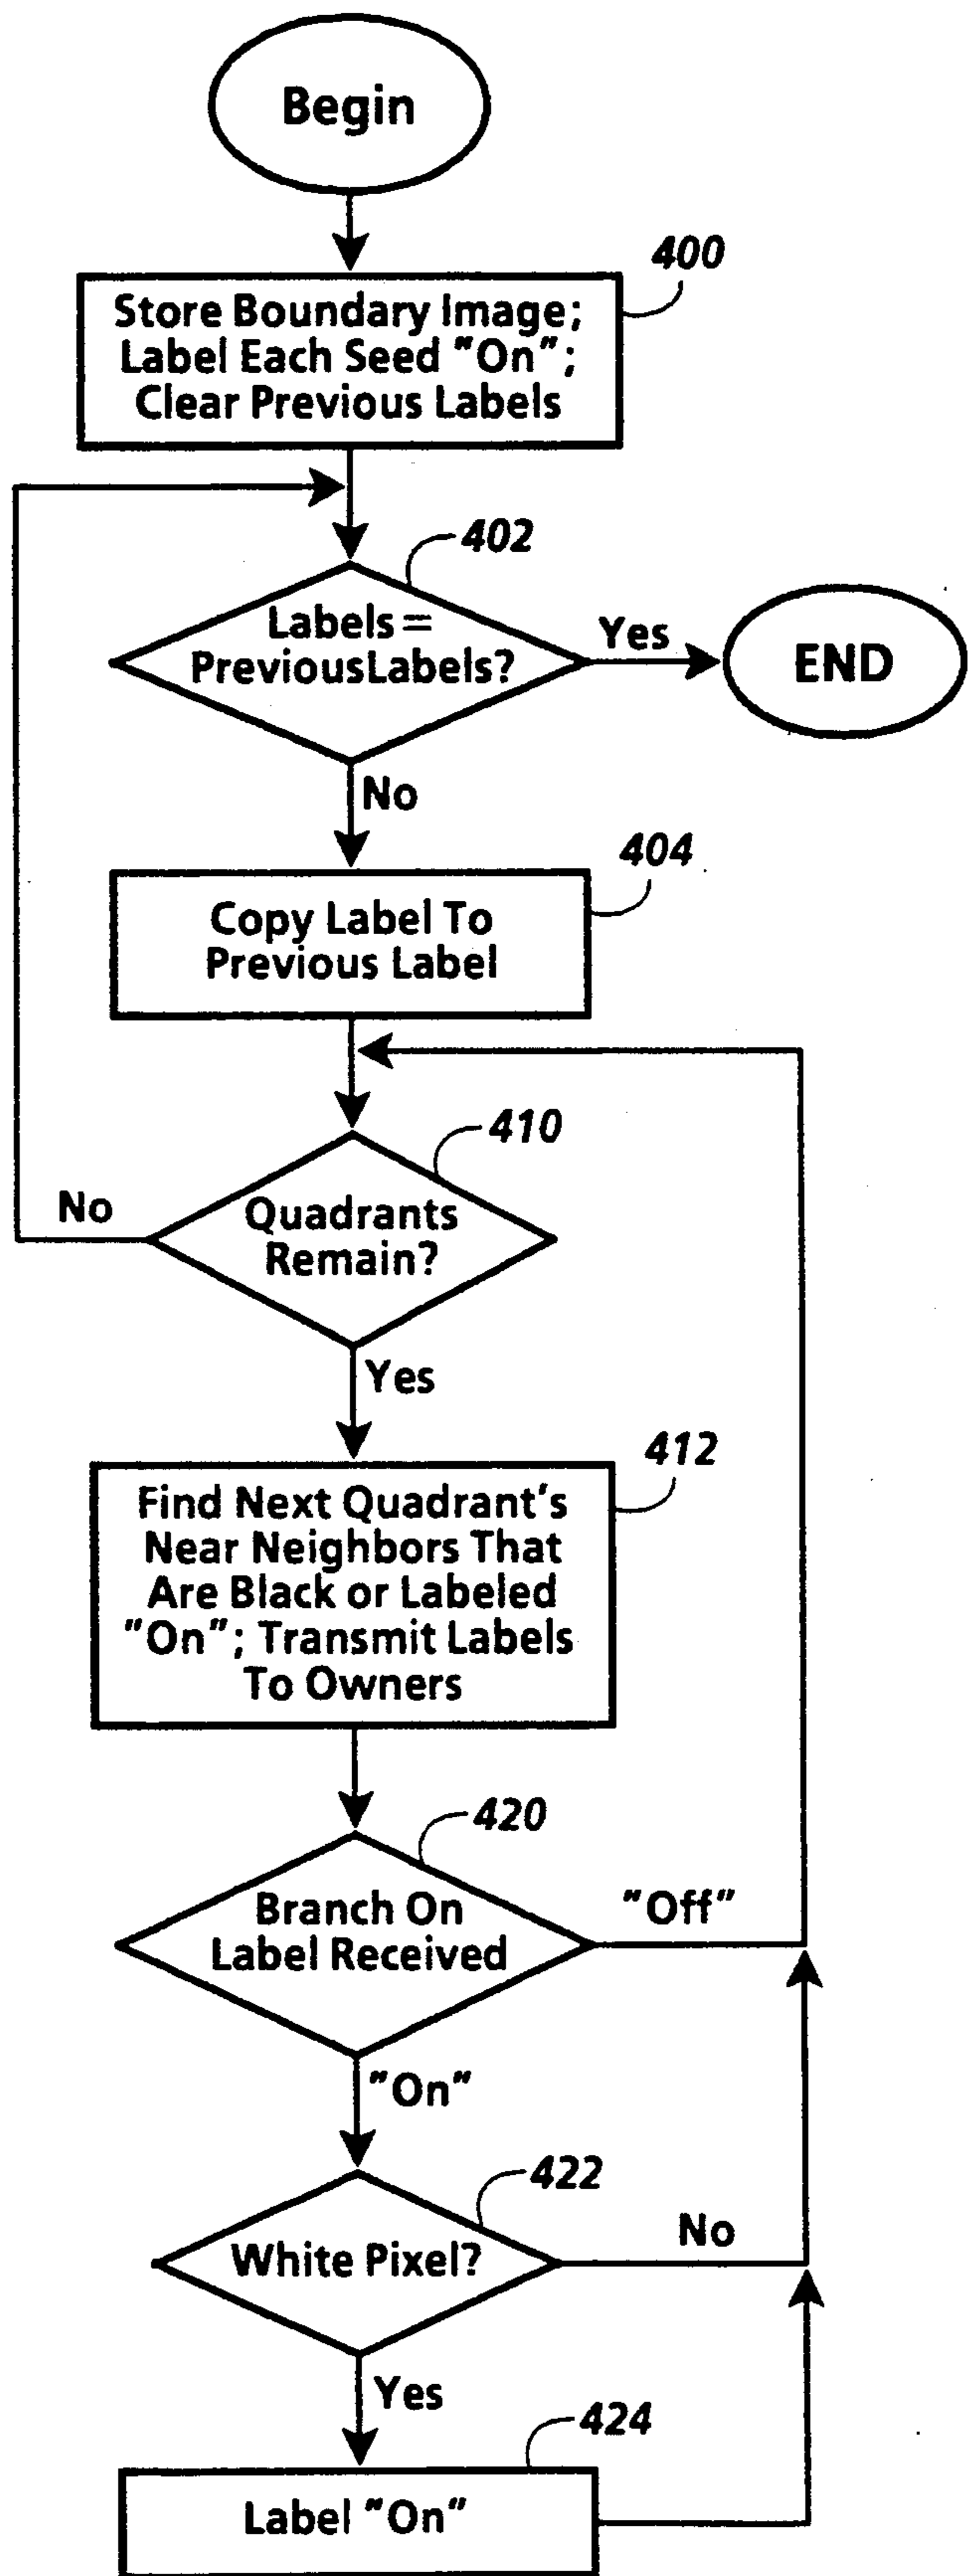 Begin
400
Store Boundary Image;
Label Each Seed "On";
Clear Previous Labels
402
Labels =
PreviousLabels?
Yes
END
No
404
Copy Label To
Previous Label
410
No
Quadrants
Remain?
Yes
412
Find Next Quadrant's
Near Neighbors That
Are Black or Labeled
"On"; Transmit Labels
To Owners
420
Branch On
Label Received
"Off"
"On"
422
White Pixel?
No
Yes
424
Label "On"